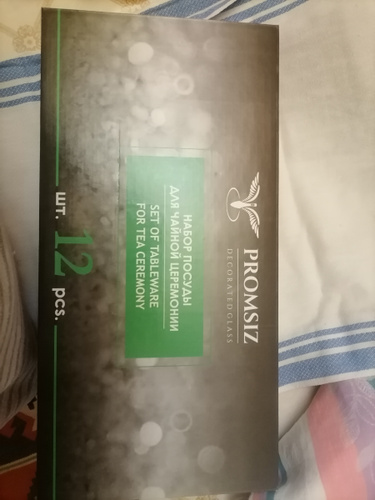 PROMSIZ
DECORATED GLASS
НАБОР ПОСУДЫ
ДЛЯ ЧАЙНОЙ ЦЕРЕМОНИИ
SET OF TABLEWARE
FOR TEA CEREMONY
шт. 12 pcs.